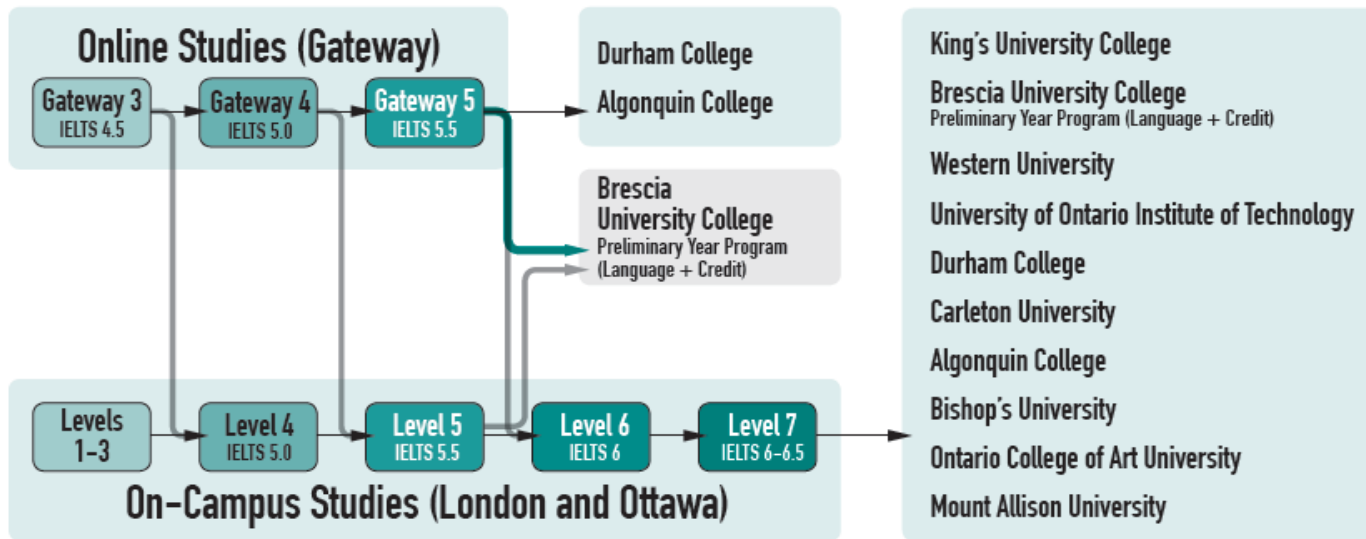 Online Studies (Gateway)
Gateway 3
IELTS 4.5
Gateway 4
IELTS 5.0
Gateway 5
IELTS 5.5
Durham College
Algonquin College
Brescia
University College
Preliminary Year Program
(Language + Credit)
Levels
1-3
Level 4
IELTS 5.0
Level 5
IELTS 5.5
Level 6
IELTS 6
Level 7
IELTS 6-6.5
On-Campus Studies (London and Ottawa)
King's University College
Brescia University College
Preliminary Year Program (Language + Credit)
Western University
University of Ontario Institute of Technology
Durham College
Carleton University
Algonquin College
Bishop's University
Ontario College of Art University
Mount Allison University